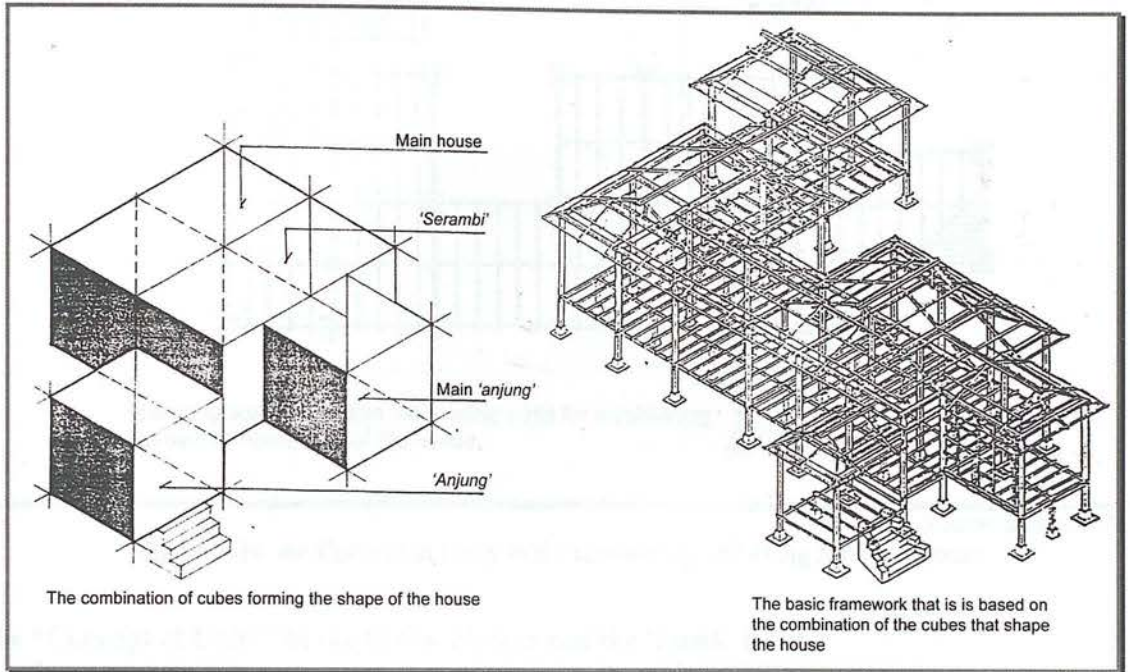 Main house
'Serambi'
Main 'anjung'
'Anjung'
The combination of cubes forming the shape of the house
The basic framework that is is based on
the combination of the cubes that shape
the house